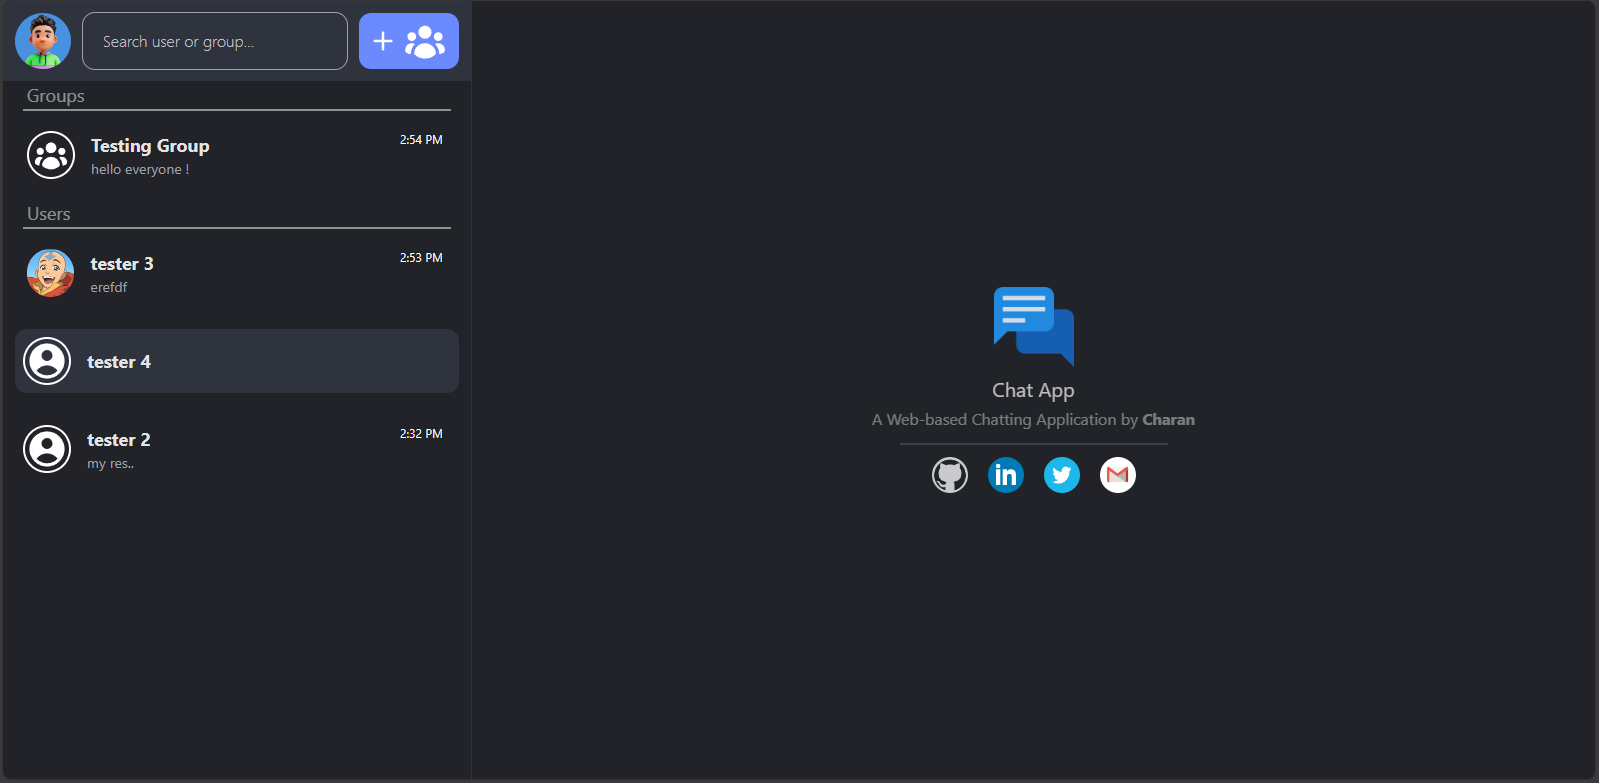 Search user or group...
Groups
Testing Group
2:54 PM
hello everyone !
Users
tester 3
2:53 PM
erefdf
tester 4
tester 2
2:32 PM
my res..
Chat App
A Web-based Chatting Application by Charan
in